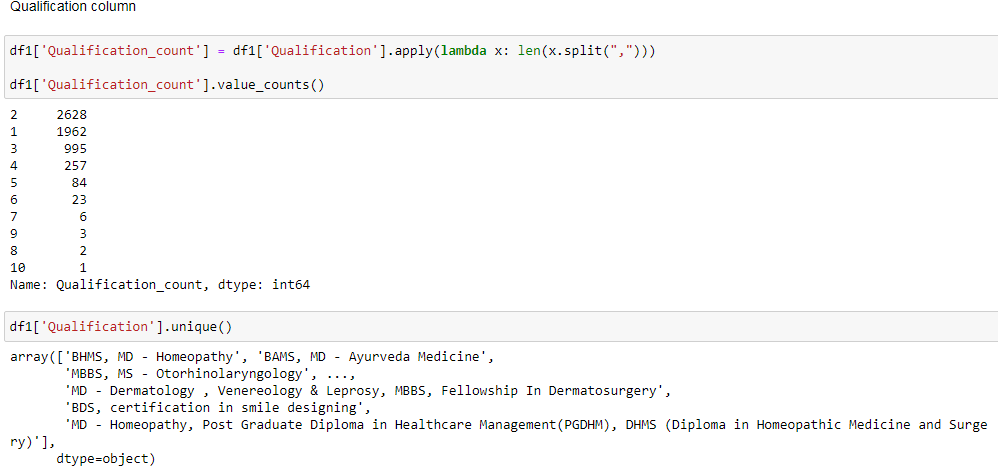 Qualification column
df1['Qualification_count'] = df1['Qualification'].apply(lambda x: len(x.split(",")))
df1['Qualification_count'].value_counts()
2     2628
1     1962
3      995
4      257
5       84
6       23
7        6
9        3
8        2
10       1
Name: Qualification_count, dtype: int64
df1['Qualification'].unique()
array(['BHMS, MD - Homeopathy', 'BAMS, MD - Ayurveda Medicine',
       'MBBS, MS - Otorhinolaryngology', ...,
       'MD - Dermatology , Venereology & Leprosy, MBBS, Fellowship In Dermatosurgery',
       'BDS, certification in smile designing',
       'MD - Homeopathy, Post Graduate Diploma in Healthcare Management(PGDHM), DHMS (Diploma in Homeopathic Medicine and Surge
ry)'],
      dtype=object)